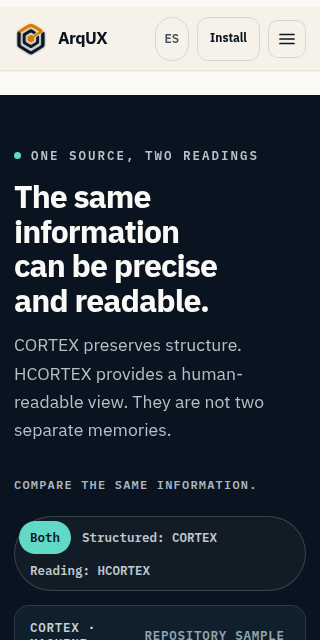 ArqUX
ES
Install
ONE SOURCE, TWO READINGS
The same
information
can be precise
and readable.
CORTEX preserves structure.
HCORTEX provides a human-
readable view. They are not two
separate memories.
COMPARE THE SAME INFORMATION.
Both
Structured: CORTEX
Reading: HCORTEX
CORTEX ·
REPOSITORY SAMPLE